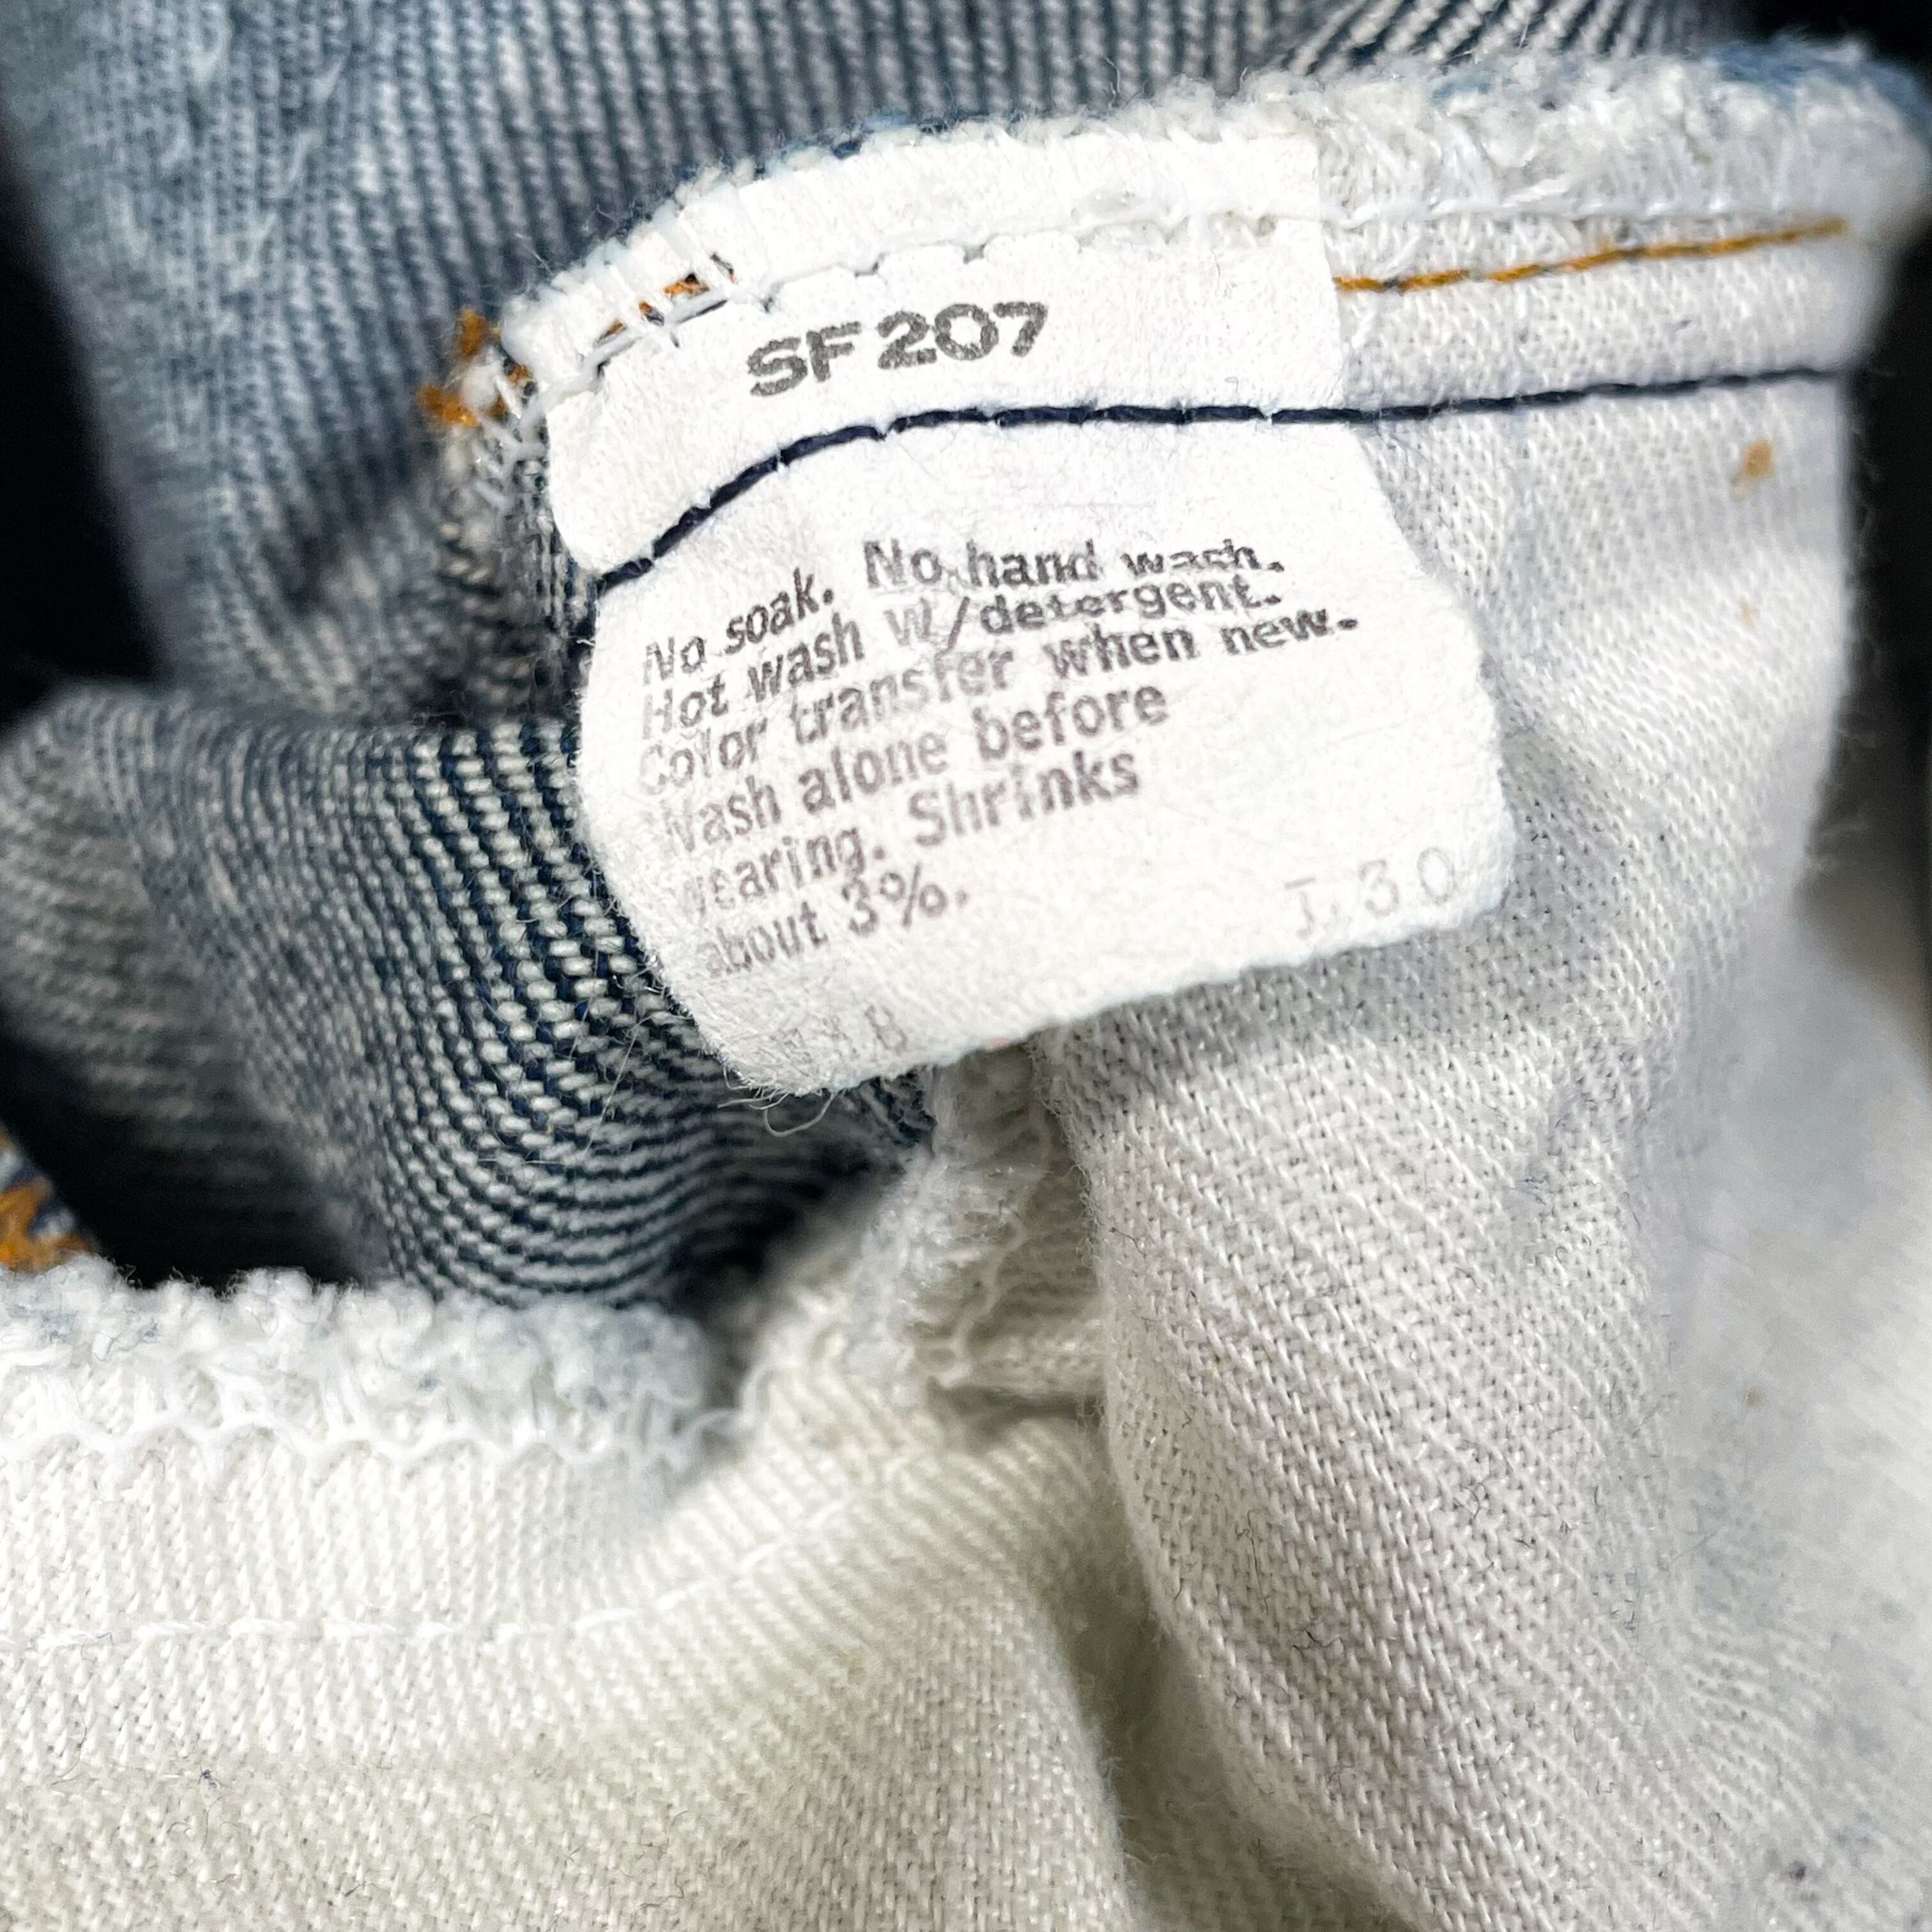 SF 207
No soak. No hand wash.
Hot wash w/detergent.
Color transfer when new.
Wash alone before
wearing. Shrinks
about 3%.
L 30